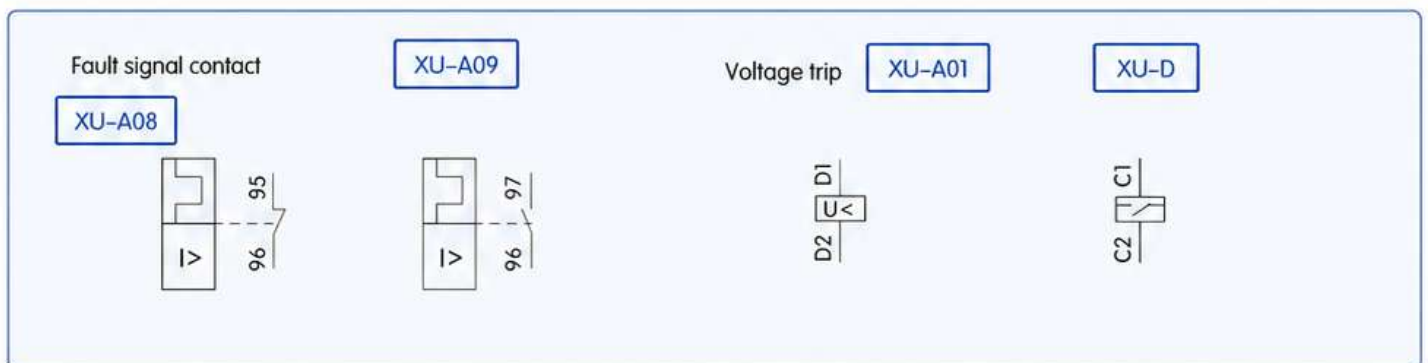 Fault signal contact
XU-A09
Voltage trip
XU-A01
XU-D
XU-A08
95
96
I>
97
96
I>
D1
U<
D2
C1
C2